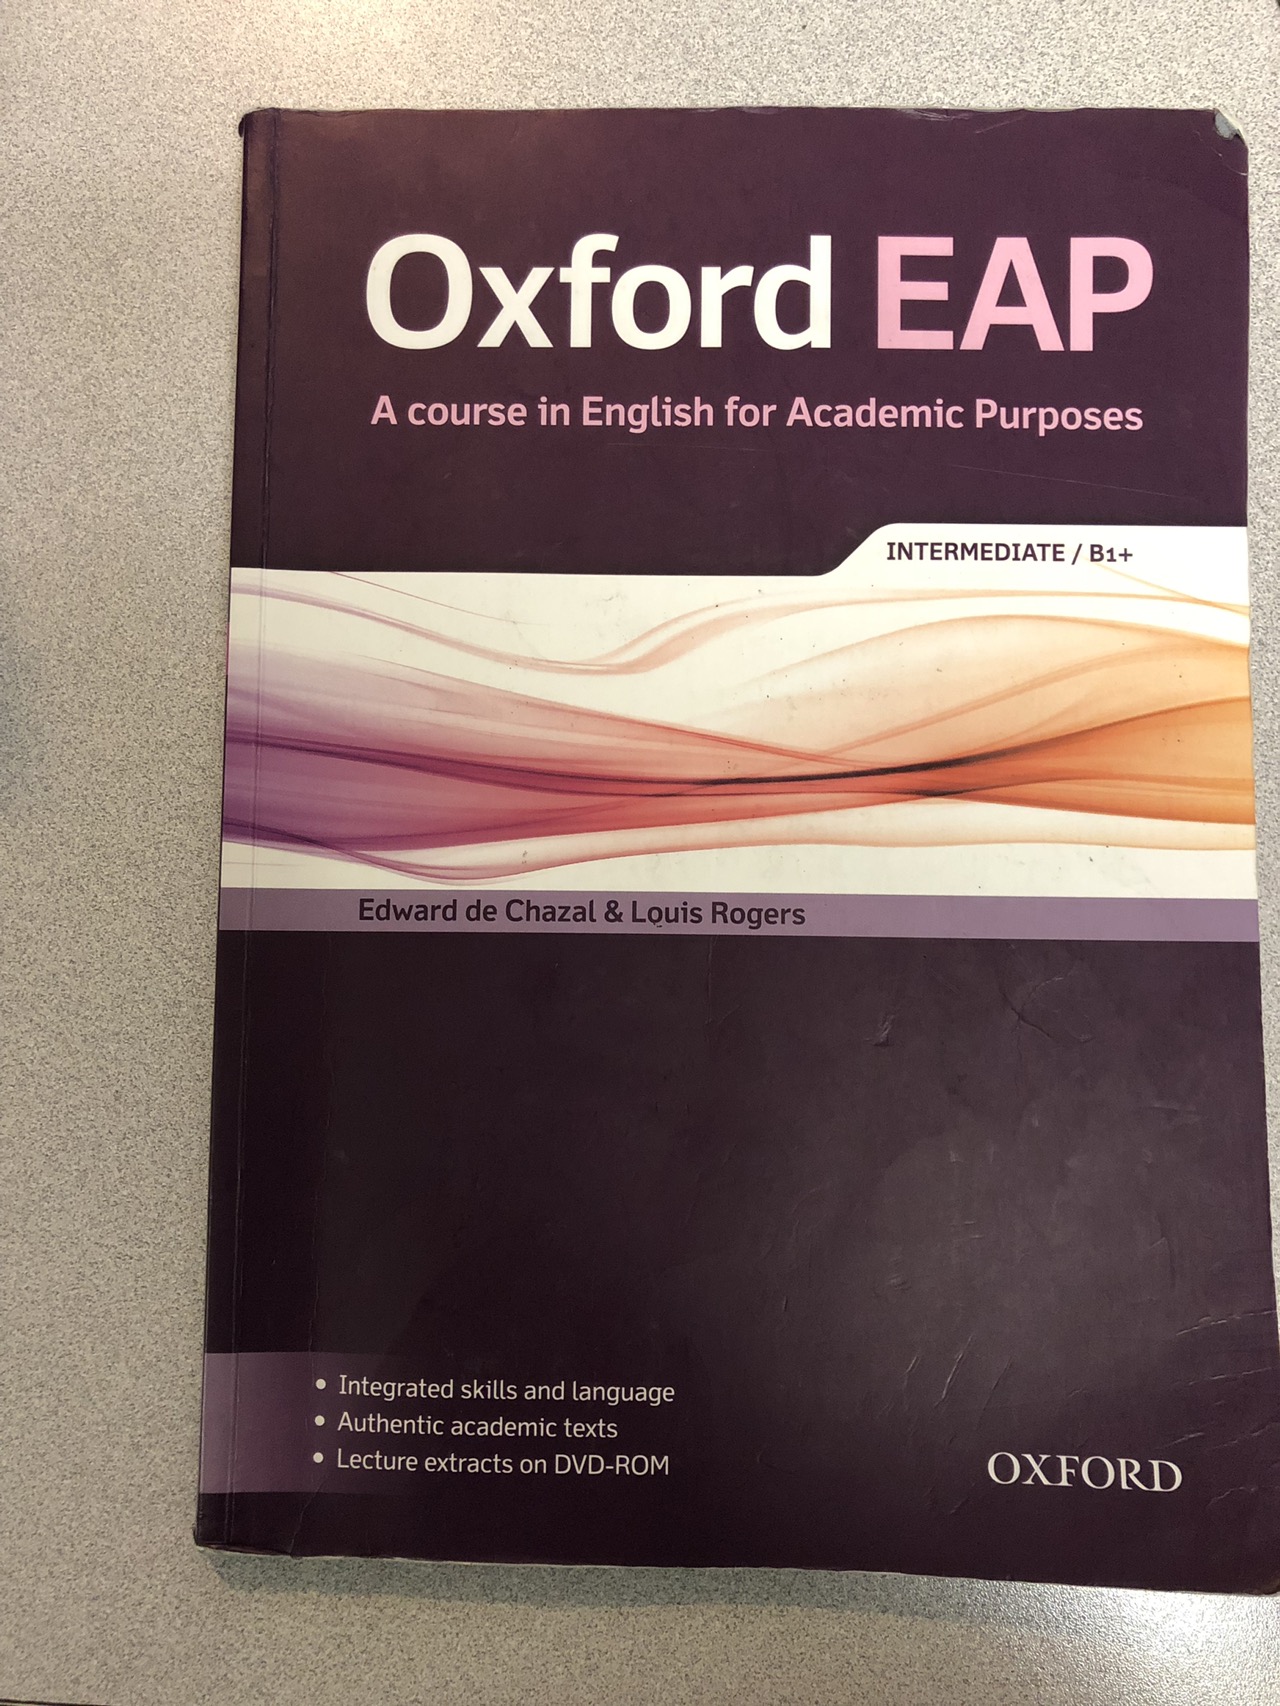 Oxford EAP
A course in English for Academic Purposes
INTERMEDIATE / B1+
Edward de Chazal & Louis Rogers
• Integrated skills and language
• Authentic academic texts
• Lecture extracts on DVD-ROM
OXFORD